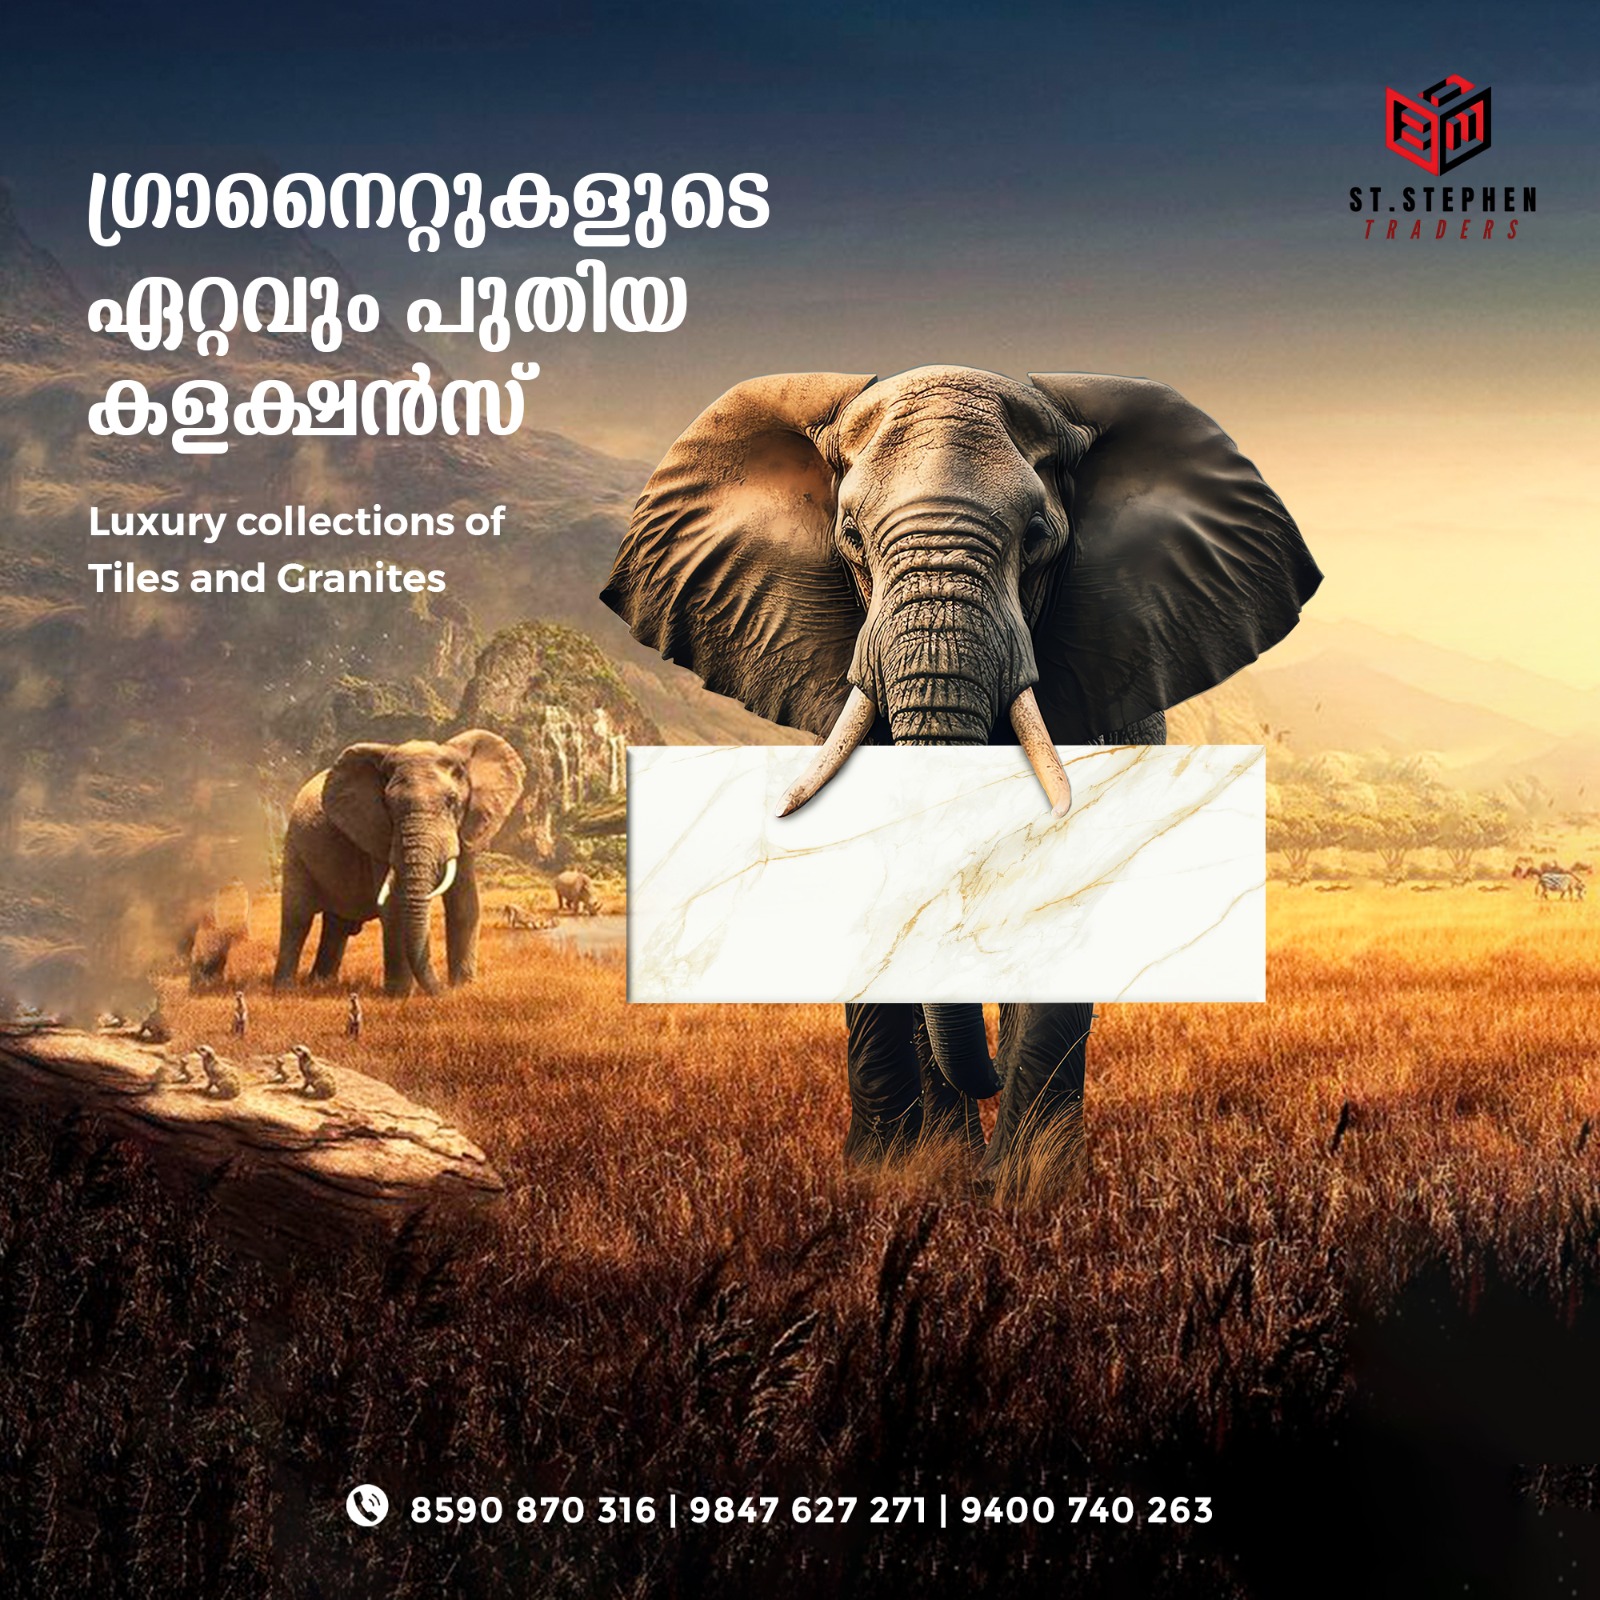 ഗ്രാനൈറ്റുകളുടെ
ഏറ്റവും പുതിയ
കളക്ഷൻസ്
Luxury collections of
Tiles and Granites
ST.STEPHEN
TRADERS
8590 870 316 | 9847 627 271 | 9400 740 263